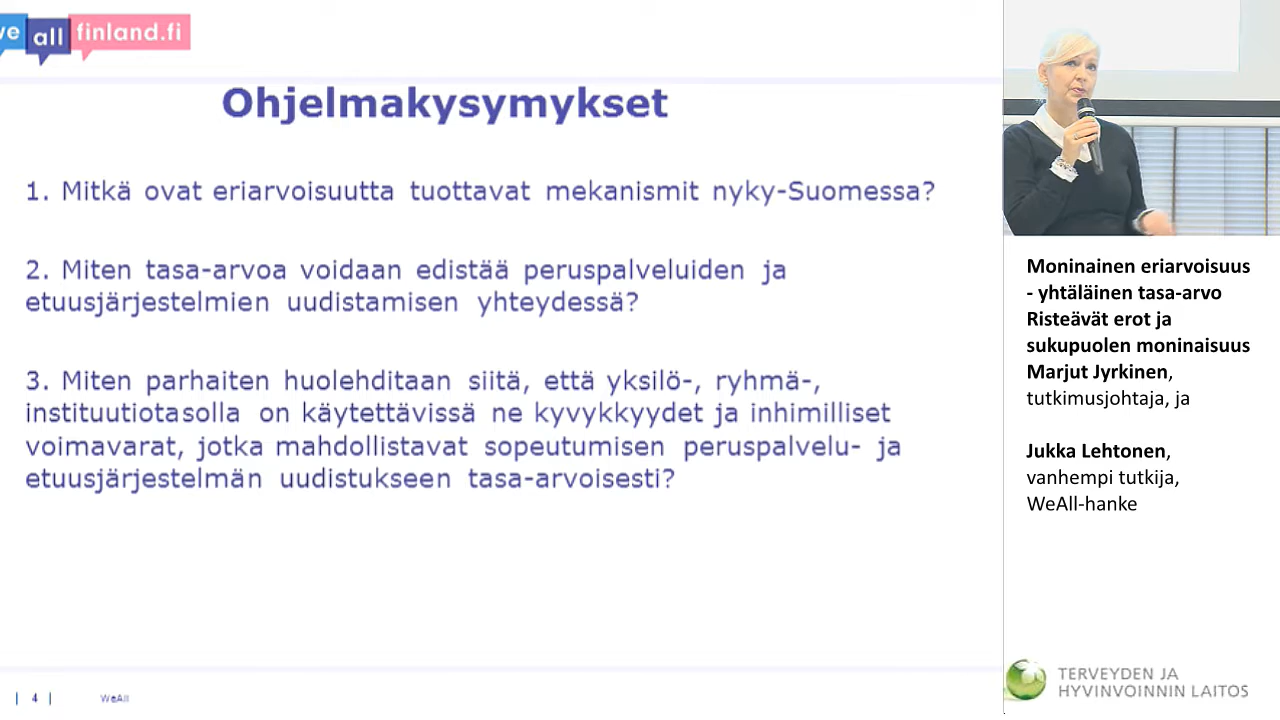 we all finland.fi
Ohjelmakysymykset
1. Mitkä ovat eriarvoisuutta tuottavat mekanismit nyky-Suomessa?
2. Miten tasa-arvoa voidaan edistää peruspalveluiden ja
etuusjärjestelmien uudistamisen yhteydessä?
3. Miten parhaiten huolehditaan siitä, että yksilö-, ryhmä-,
instituutiotasolla on käytettävissä ne kyvykkyydet ja inhimilliset
voimavarat, jotka mahdollistavat sopeutumisen peruspalvelu- ja
etuusjärjestelmän uudistukseen tasa-arvoisesti?
| 4 | WeAll
Moninainen eriarvoisuus
- yhtäläinen tasa-arvo
Risteävät erot ja
sukupuolen moninaisuus
Marjut Jyrkinen,
tutkimusjohtaja, ja
Jukka Lehtonen,
vanhempi tutkija,
WeAll-hanke
TERVEYDEN JA
HYVINVOINNIN LAITOS